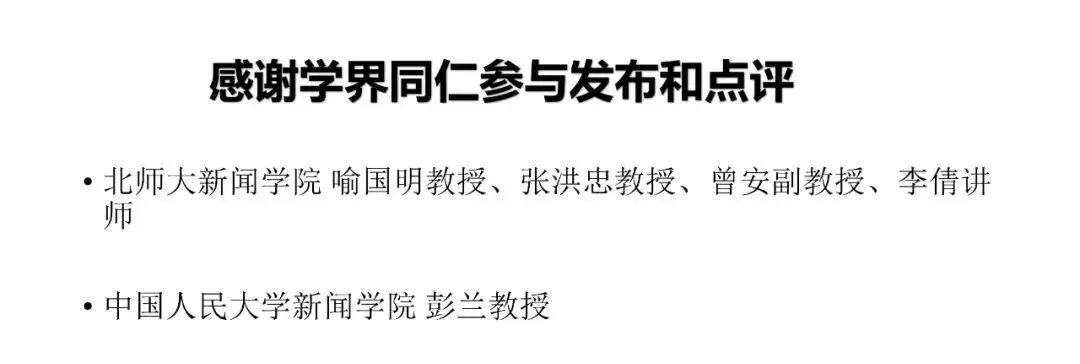 感谢学界同仁参与发布和点评
• 北师大新闻学院 喻国明教授、张洪忠教授、曾安副教授、李倩讲
师
• 中国人民大学新闻学院 彭兰教授